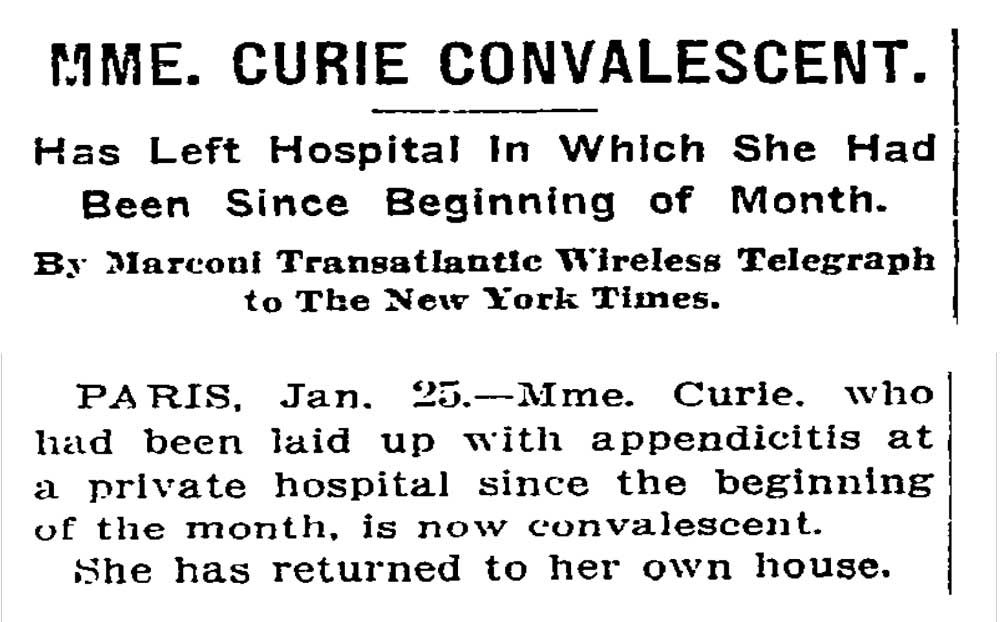 MME. CURIE CONVALESCENT.
Has Left Hospital in Which She Had
Been Since Beginning of Month.
By Marconi Transatlantic Wireless Telegraph
to The New York Times.
PARIS, Jan. 25.—Mme. Curie, who
had been laid up with appendicitis at
a private hospital since the beginning
of the month, is now convalescent.
She has returned to her own house.